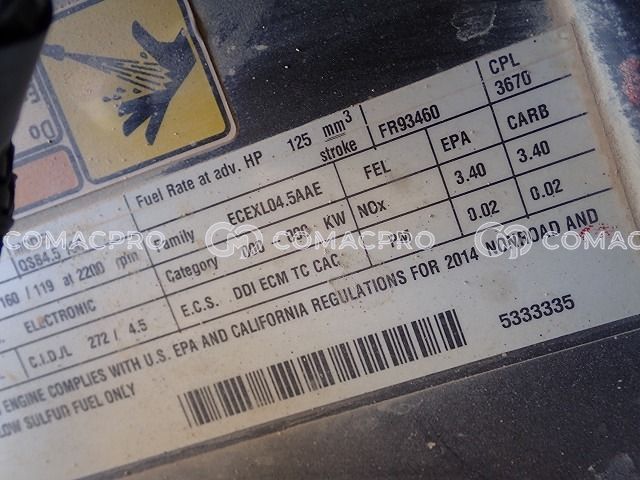 Do
Fuel Rate at adv. HP 125 mm3 stroke FR93460 CPL 3670
Family ECEXL04.5AAE FEL EPA CARB
Category KW NOx 3.40 3.40
160 / 119 at 2200 rpm PM 0.02 0.02
ELECTRONIC E.C.S. DDI ECM TC CAC
C.I.D./L 272 / 4.5
ENGINE COMPLIES WITH U.S. EPA AND CALIFORNIA REGULATIONS FOR 2014 NONROAD AND
LOW SULFUR FUEL ONLY
5333335
COMACPRO COMACPRO COMACPRO